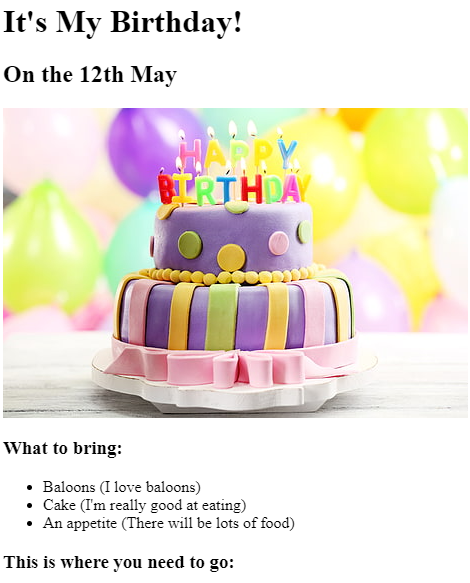 It's My Birthday!
On the 12th May
HAPPY
BIRTHDAY
What to bring:
Baloons (I love baloons)
Cake (I'm really good at eating)
An appetite (There will be lots of food)
This is where you need to go: